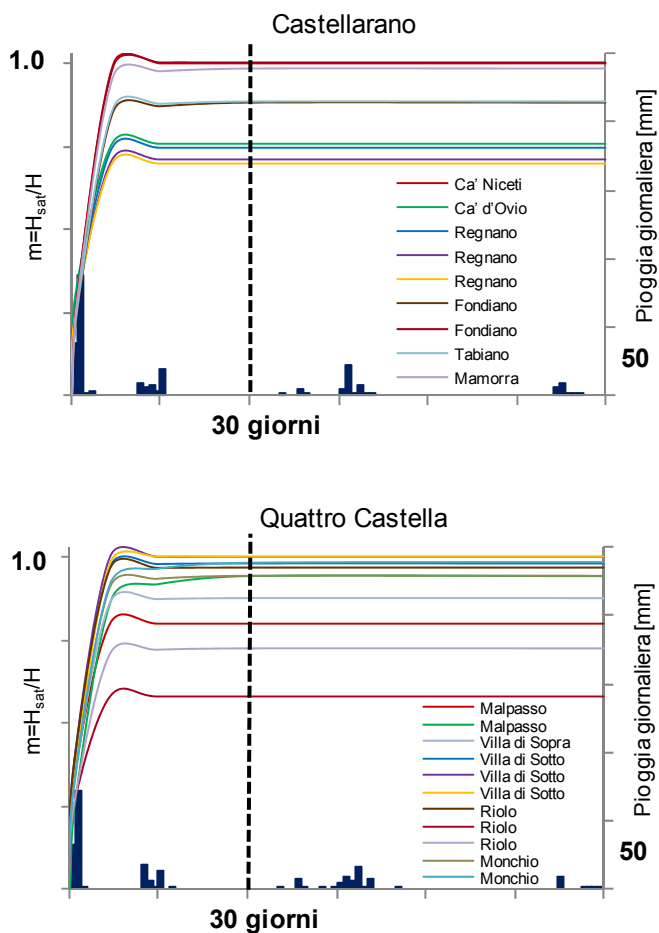 Castellarano
1.0
m=Hsat/H
Ca' Niceti
Ca' d'Ovio
Regnano
Regnano
Regnano
Fondiano
Fondiano
Tabiano
Mamorra
Pioggia giornaliera [mm]
50
30 giorni
Quattro Castella
1.0
m=Hsat/H
Malpasso
Malpasso
Villa di Sopra
Villa di Sotto
Villa di Sotto
Villa di Sotto
Riolo
Riolo
Riolo
Monchio
Monchio
Pioggia giornaliera [mm]
50
30 giorni